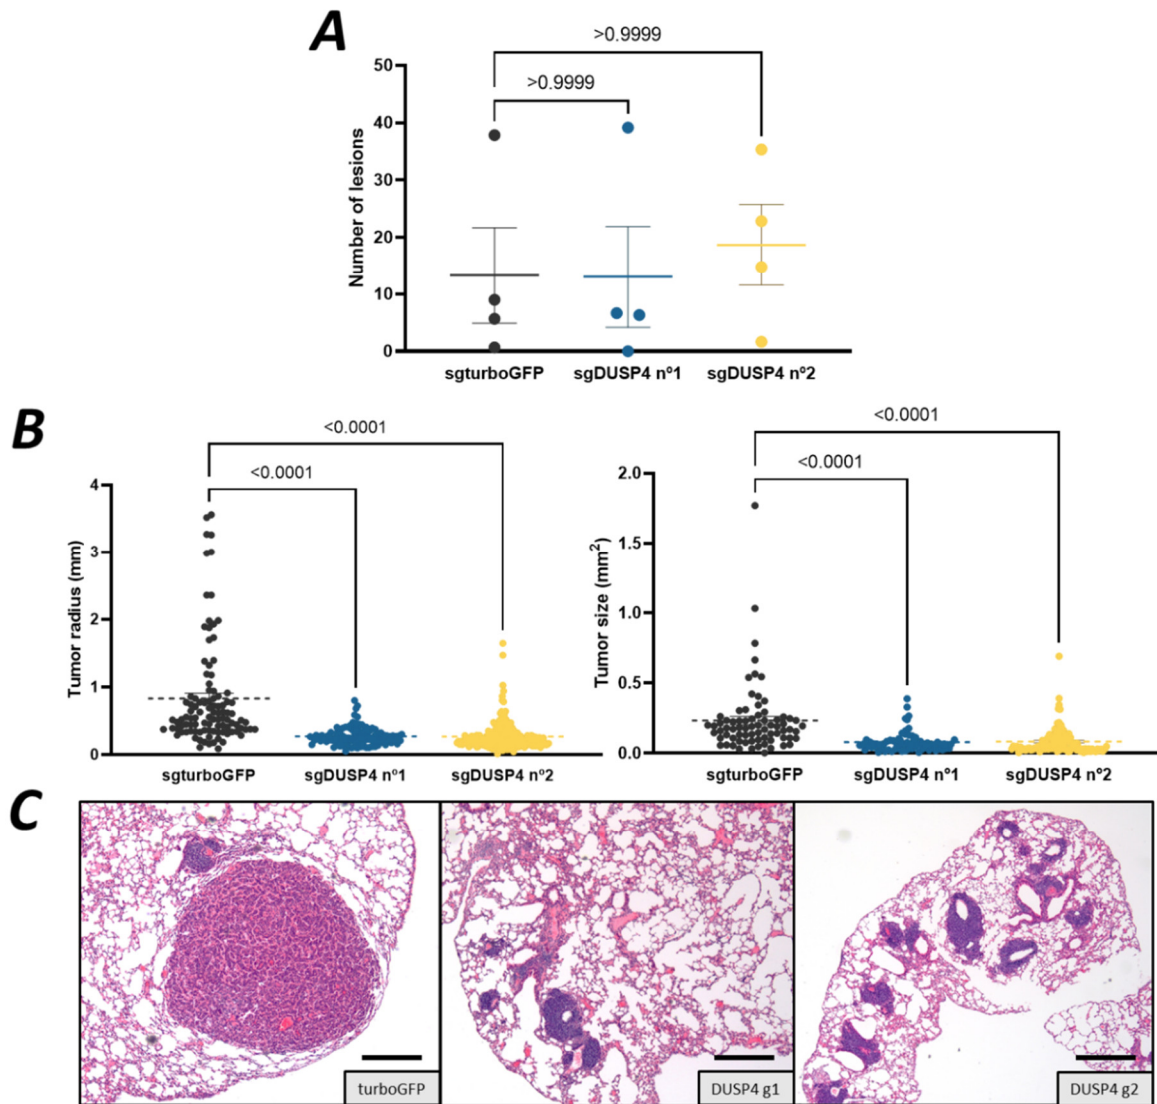 A
>0.9999
>0.9999
50
40
30
20
10
0
Number of lesions
sgturboGFP sgDUSP4 nº1 sgDUSP4 nº2
B
<0.0001
<0.0001
4
3
2
1
0
Tumor radius (mm)
sgturboGFP sgDUSP4 nº1 sgDUSP4 nº2
<0.0001
<0.0001
2.0
1.5
1.0
0.5
0.0
Tumor size (mm²)
sgturboGFP sgDUSP4 nº1 sgDUSP4 nº2
C
turboGFP
DUSP4 g1
DUSP4 g2